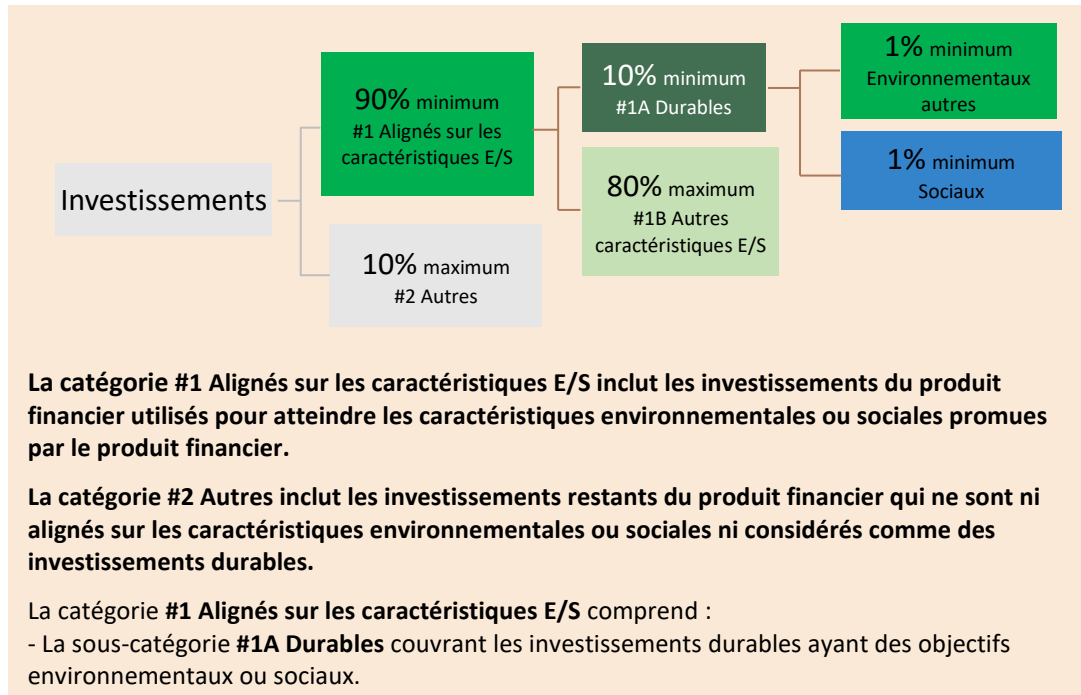 Investissements
90% minimum
#1 Alignés sur les
caractéristiques E/S
10% maximum
#2 Autres
10% minimum
#1A Durables
80% maximum
#1B Autres
caractéristiques E/S
1% minimum
Environnementaux
autres
1% minimum
Sociaux
La catégorie #1 Alignés sur les caractéristiques E/S inclut les investissements du produit
financier utilisés pour atteindre les caractéristiques environnementales ou sociales promues
par le produit financier.
La catégorie #2 Autres inclut les investissements restants du produit financier qui ne sont ni
alignés sur les caractéristiques environnementales ou sociales ni considérés comme des
investissements durables.
La catégorie #1 Alignés sur les caractéristiques E/S comprend :
- La sous-catégorie #1A Durables couvrant les investissements durables ayant des objectifs
environnementaux ou sociaux.